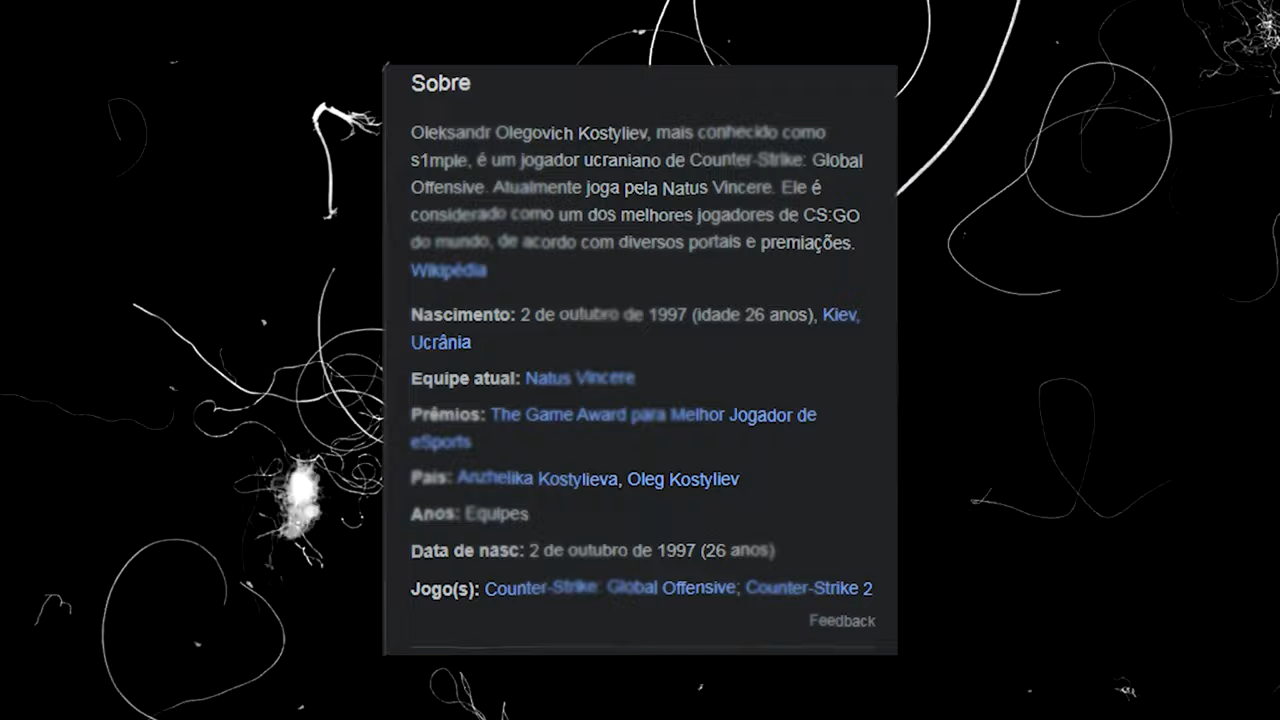 Sobre
Oleksandr Olegovich Kostyliev, mais conhecido como
s1mple, é um jogador ucraniano de Counter-Strike: Global
Offensive. Atualmente joga pela Natus Vincere. Ele é
considerado como um dos melhores jogadores de CS:GO
do mundo, de acordo com diversos portais e premiações.
Wikipédia
Nascimento: 2 de outubro de 1997 (idade 26 anos), Kiev,
Ucrânia
Equipe atual: Natus Vincere
Prêmios: The Game Award para Melhor Jogador de
eSports
Pais: Anzhelika Kostylieva, Oleg Kostyliev
Anos: Equipes
Data de nasc: 2 de outubro de 1997 (26 anos)
Jogo(s): Counter-Strike: Global Offensive; Counter-Strike 2
Feedback